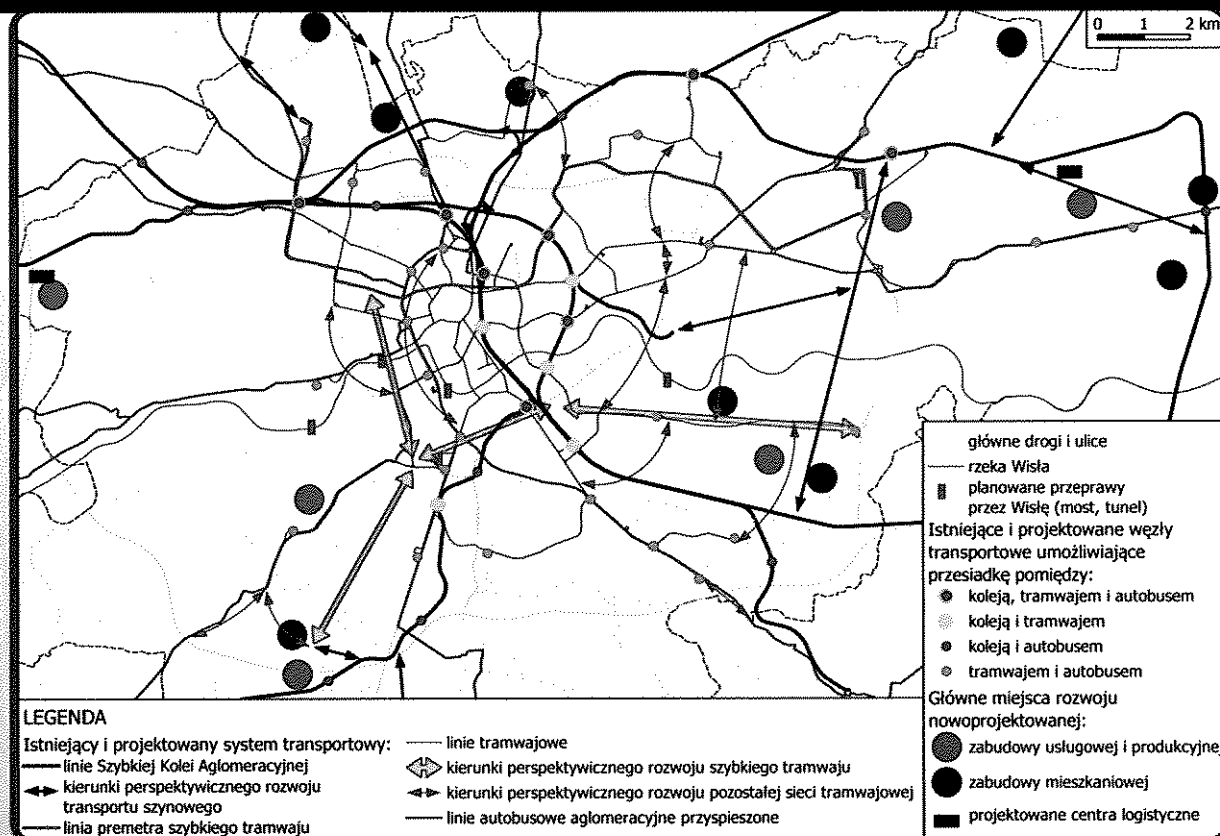 0 1 2 km
główne drogi i ulice
rzeka Wisła
planowane przeprawy
przez Wisłę (most, tunel)
Istniejące i projektowane węzły
transportowe umożliwiające
przesiadkę pomiędzy:
koleją, tramwajem i autobusem
koleją i tramwajem
koleją i autobusem
tramwajem i autobusem
Główne miejsca rozwoju
nowoprojektowanej:
zabudowy usługowej i produkcyjnej
zabudowy mieszkaniowej
projektowane centra logistyczne
LEGENDA
Istniejący i projektowany system transportowy:
linie Szybkiej Kolei Aglomeracyjnej
kierunki perspektywicznego rozwoju
transportu szynowego
linia premetra szybkiego tramwaju
linie tramwajowe
kierunki perspektywicznego rozwoju szybkiego tramwaju
kierunki perspektywicznego rozwoju pozostałej sieci tramwajowej
linie autobusowe aglomeracyjne przyspieszone